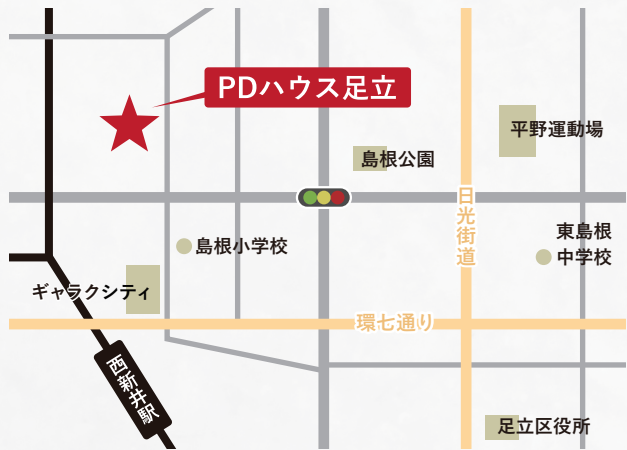 PDハウス足立
平野運動場
島根公園
日光街道
島根小学校
東島根
中学校
ギャラクシティ
環七通り
西新井駅
足立区役所